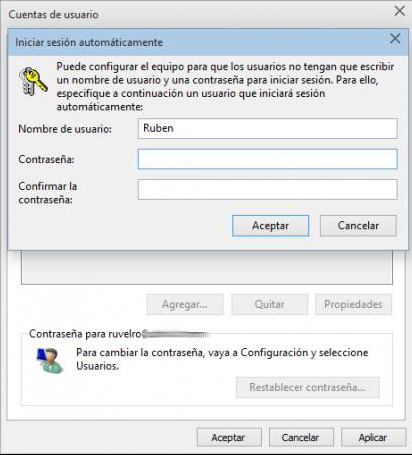 Cuentas de usuario
Iniciar sesión automáticamente
Puede configurar el equipo para que los usuarios no tengan que escribir
un nombre de usuario y una contraseña para iniciar sesión. Para ello,
especifique a continuación un usuario que iniciará sesión
automáticamente:
Nombre de usuario: Ruben
Contraseña:
Confirmar la
contraseña:
Aceptar Cancelar
Agregar... Quitar Propiedades
Contraseña para ruvelro
Para cambiar la contraseña, vaya a Configuración y seleccione
Usuarios.
Restablecer contraseña...
Aceptar Cancelar Aplicar